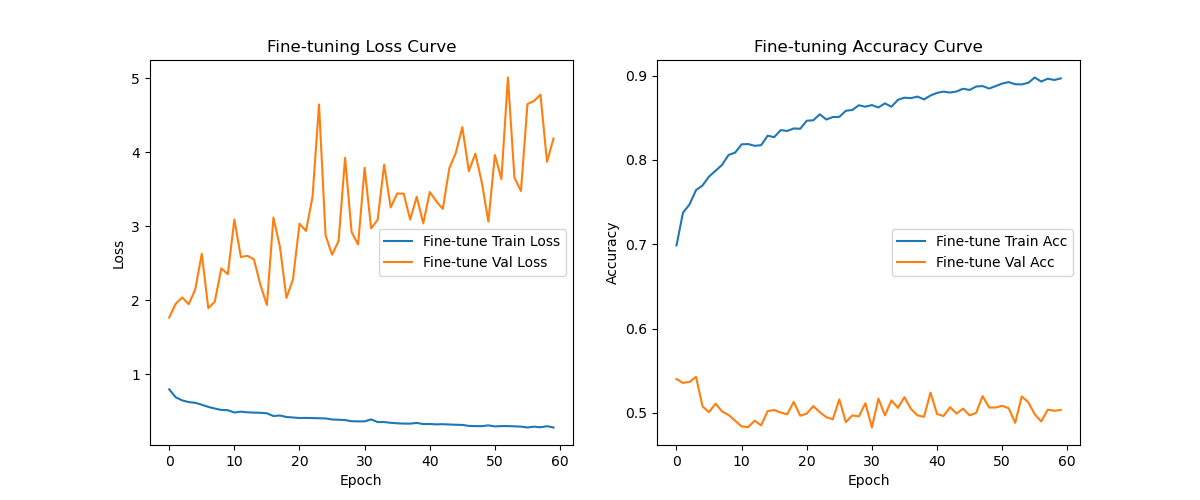 Fine-tuning Loss Curve
5
4
3
2
1
Loss
Fine-tune Train Loss
Fine-tune Val Loss
0 10 20 30 40 50 60
Epoch
Fine-tuning Accuracy Curve
0.9
0.8
0.7
0.6
0.5
Accuracy
Fine-tune Train Acc
Fine-tune Val Acc
0 10 20 30 40 50 60
Epoch